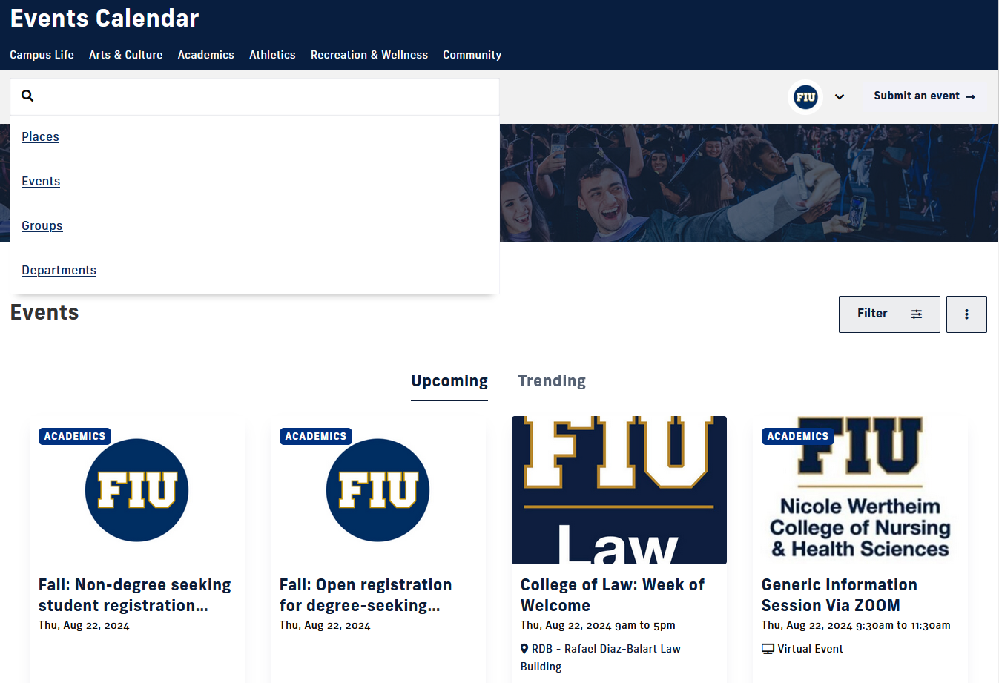 Events Calendar
Campus Life Arts & Culture Academics Athletics Recreation & Wellness Community
FIU Submit an event →
Places
Events
Groups
Departments
Events
Filter
Upcoming Trending
ACADEMICS
FIU
Fall: Non-degree seeking
student registration...
Thu, Aug 22, 2024
ACADEMICS
FIU
Fall: Open registration
for degree-seeking...
Thu, Aug 22, 2024
FIU
Law
College of Law: Week of
Welcome
Thu, Aug 22, 2024 9am to 5pm
RDB - Rafael Diaz-Balart Law
Building
ACADEMICS
FIU
Nicole Wertheim
College of Nursing
& Health Sciences
Generic Information
Session Via ZOOM
Thu, Aug 22, 2024 9:30am to 11:30am
Virtual Event